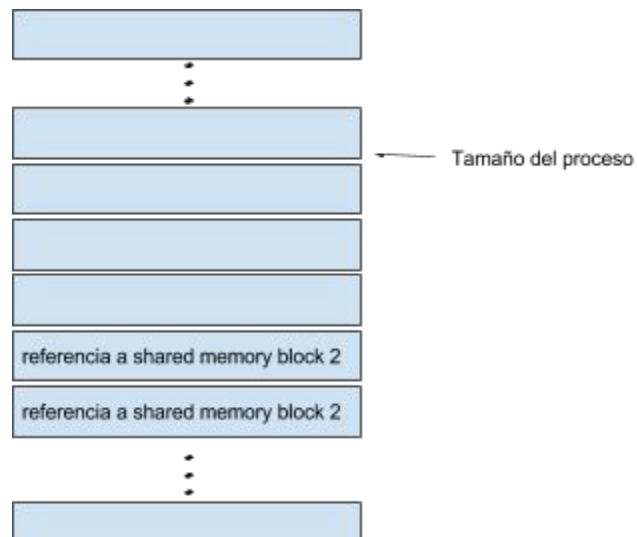 Tamaño del proceso
referencia a shared memory block 2
referencia a shared memory block 2